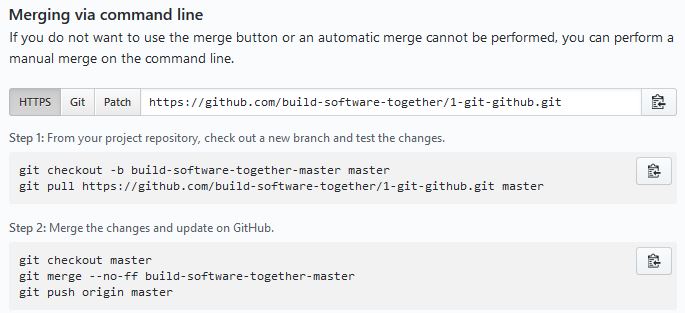 Merging via command line
If you do not want to use the merge button or an automatic merge cannot be performed, you can perform a
manual merge on the command line.
HTTPS Git Patch https://github.com/build-software-together/1-git-github.git
Step 1: From your project repository, check out a new branch and test the changes.
git checkout -b build-software-together-master master
git pull https://github.com/build-software-together/1-git-github.git master
Step 2: Merge the changes and update on GitHub.
git checkout master
git merge --no-ff build-software-together-master
git push origin master